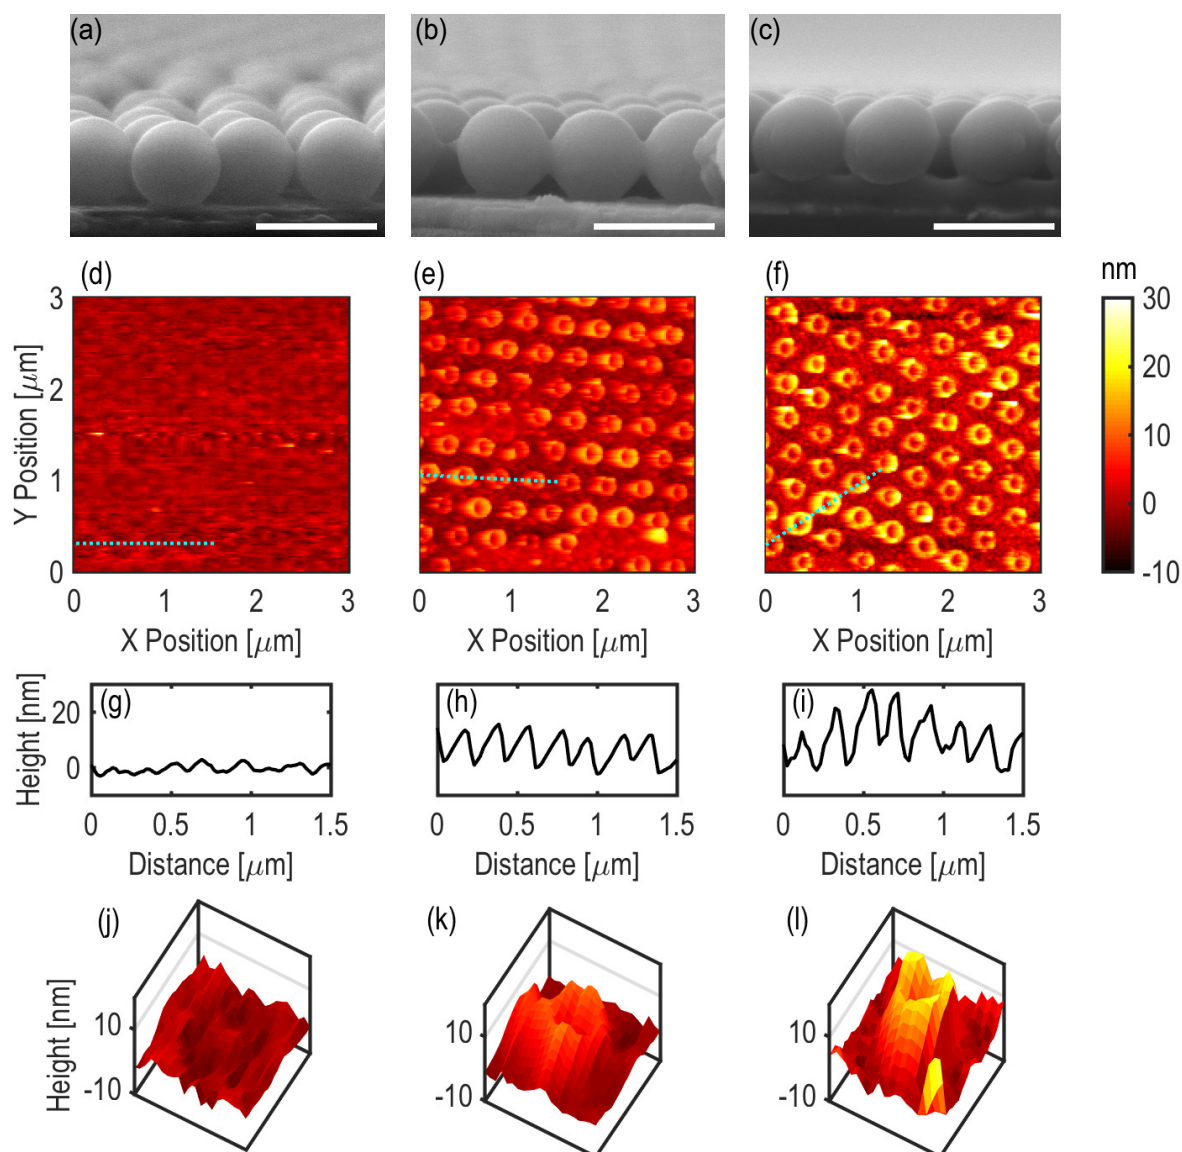 (a) (b) (c)
(d) (e) (f) nm
3 30
2 20
1 10
0
0 -10
Y Position [μm]
0 1 2 3 0 1 2 3 0 1 2 3
X Position [μm] X Position [μm] X Position [μm]
(g) (h) (i)
20
0
Height [nm]
0 0.5 1 1.5 0 0.5 1 1.5 0 0.5 1 1.5
Distance [μm] Distance [μm] Distance [μm]
(j) (k) (l)
10 10 10
-10 -10 -10
Height [nm]